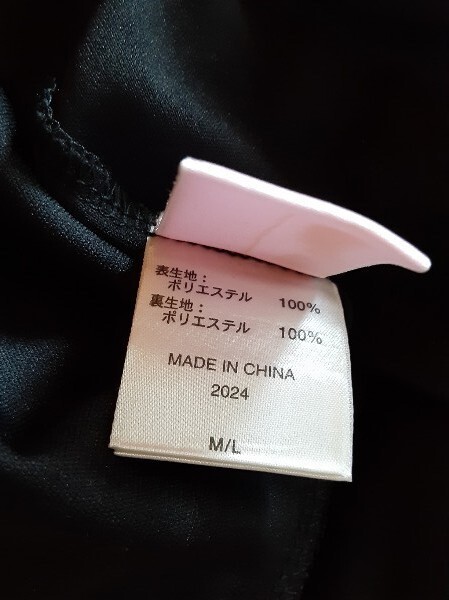 表生地：
ポリエステル 100%
裏生地：
ポリエステル 100%
MADE IN CHINA
2024
M/L